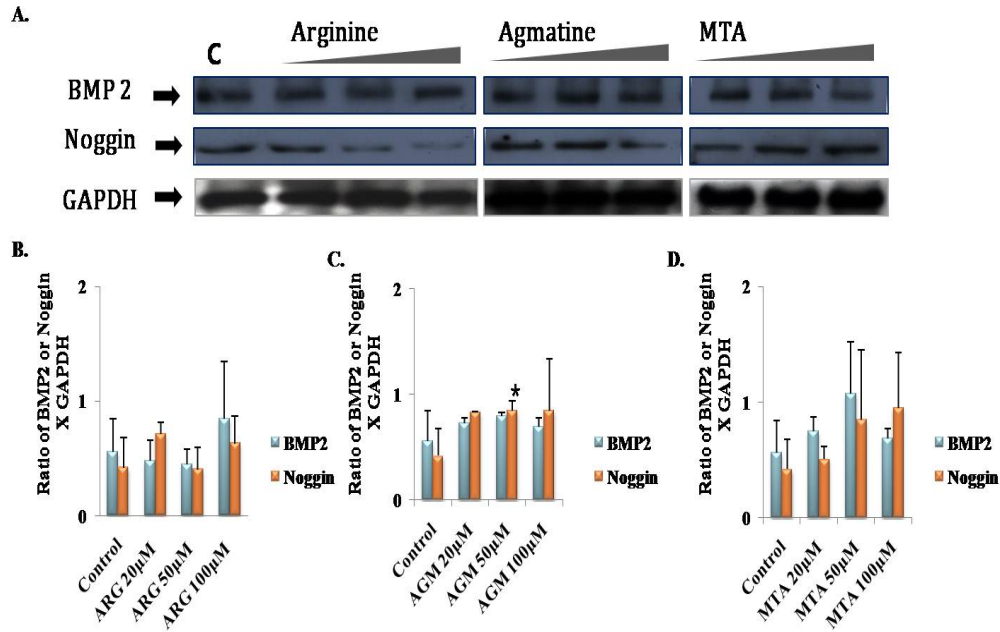 A.
Arginine
Agmatine
MTA
C
BMP 2
Noggin
GAPDH
B.
Ratio of BMP2 or Noggin
X GAPDH
2
1
0
BMP2
Noggin
Control
ARG 20µM
ARG 50µM
ARG 100µM
C.
Ratio of BMP2 or Noggin
X GAPDH
2
1
0
*
BMP2
Noggin
Control
AGM 20µM
AGM 50µM
AGM 100µM
D.
Ratio of BMP2 or Noggin
X GAPDH
2
1
0
BMP2
Noggin
Control
MTA 20µM
MTA 50µM
MTA 100µM